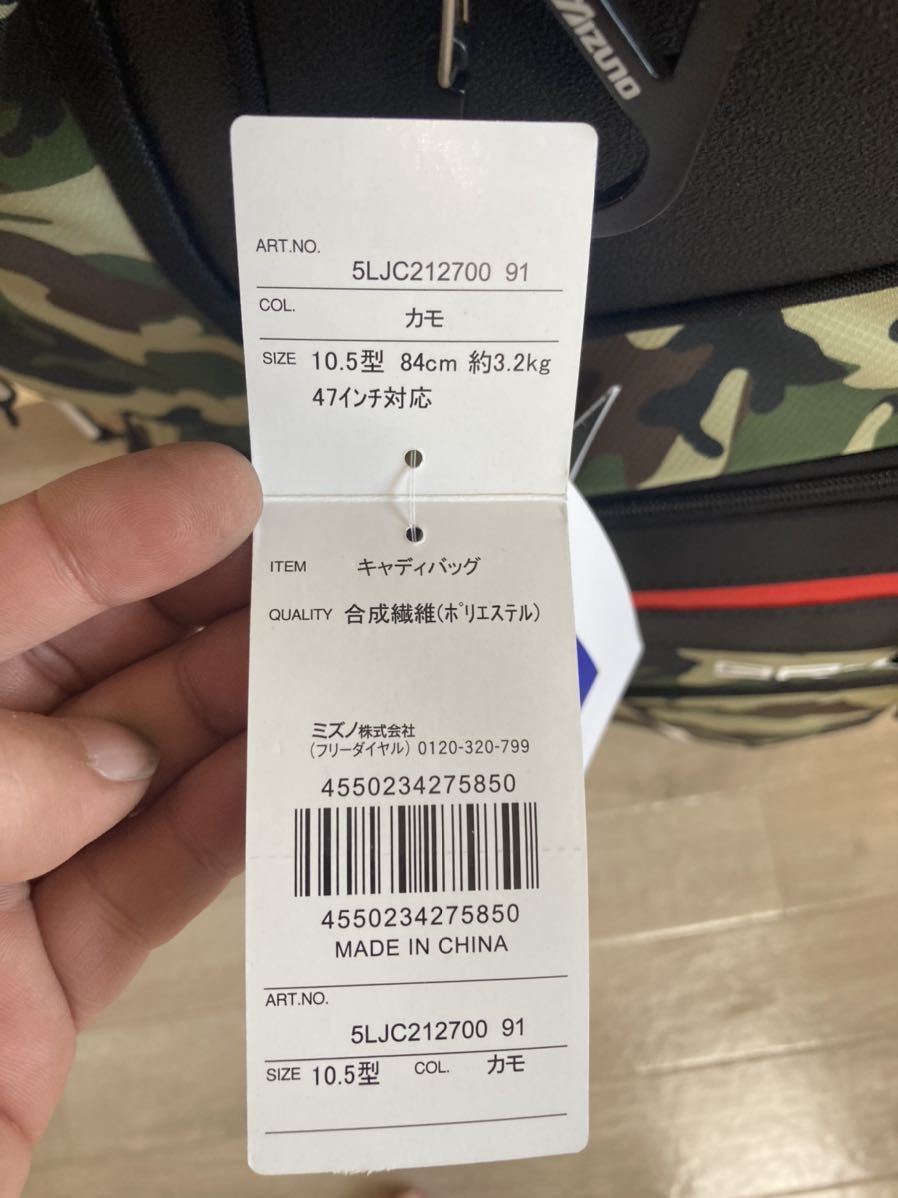 Mizuno
ART.NO.
5LJC212700 91
COL.
カモ
SIZE 10.5型 84cm 約3.2kg
47インチ対応
ITEM キャディバッグ
QUALITY 合成繊維(ポリエステル)
ミズノ株式会社
(フリーダイヤル) 0120-320-799
4550234275850
4550234275850
MADE IN CHINA
ART.NO.
5LJC212700 91
SIZE 10.5型 COL. カモ